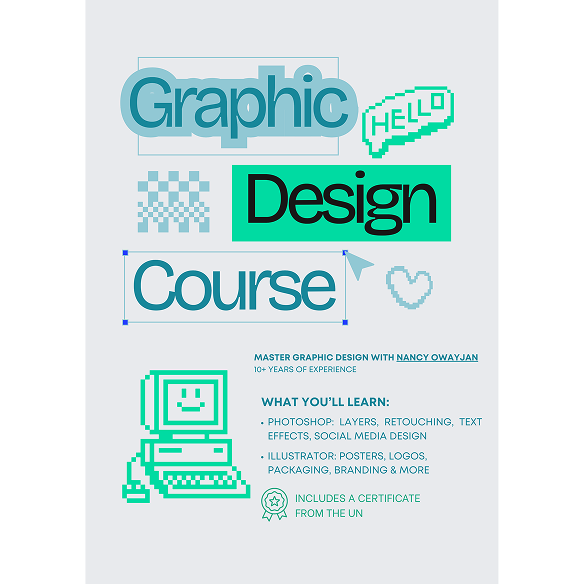 Graphic
HELLO
Design
Course
MASTER GRAPHIC DESIGN WITH NANCY OWAYJAN
10+ YEARS OF EXPERIENCE
WHAT YOU'LL LEARN:
• PHOTOSHOP: LAYERS, RETOUCHING, TEXT
EFFECTS, SOCIAL MEDIA DESIGN
• ILLUSTRATOR: POSTERS, LOGOS,
PACKAGING, BRANDING & MORE
INCLUDES A CERTIFICATE
FROM THE UN